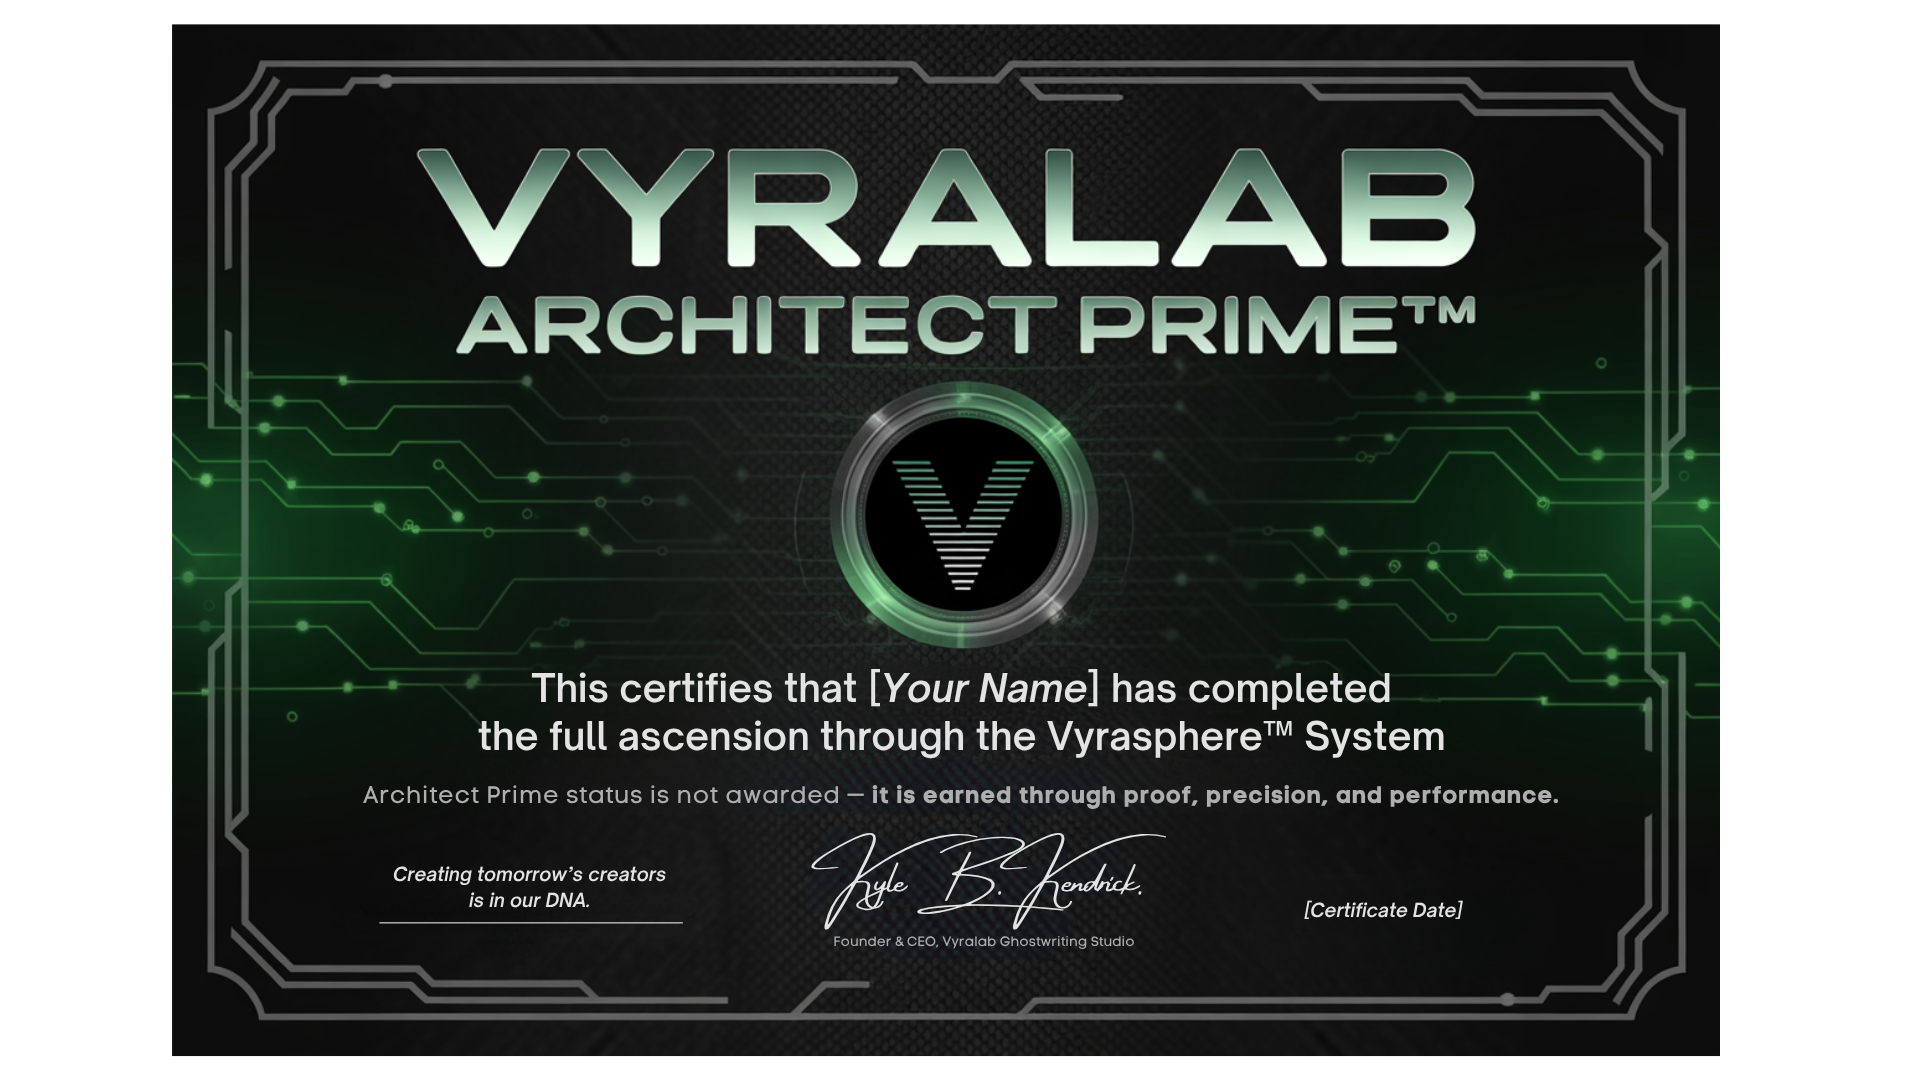 VYRALAB
ARCHITECT PRIME™
V
This certifies that [Your Name] has completed
the full ascension through the Vyrasphere™ System
Architect Prime status is not awarded – it is earned through proof, precision, and performance.
Creating tomorrow’s creators
is in our DNA.
Kyle B. Kendrick.
Founder & CEO, Vyralab Ghostwriting Studio
[Certificate Date]